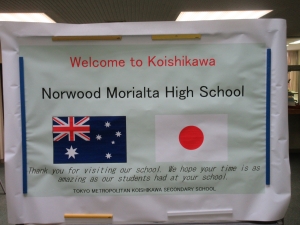 Welcome to Koishikawa
Norwood Morialta High School
Thank you for visiting our school. We hope your time is as
amazing as our students had at your school.
TOKYO METROPOLITAN KOISHIKAWA SECONDARY SCHOOL